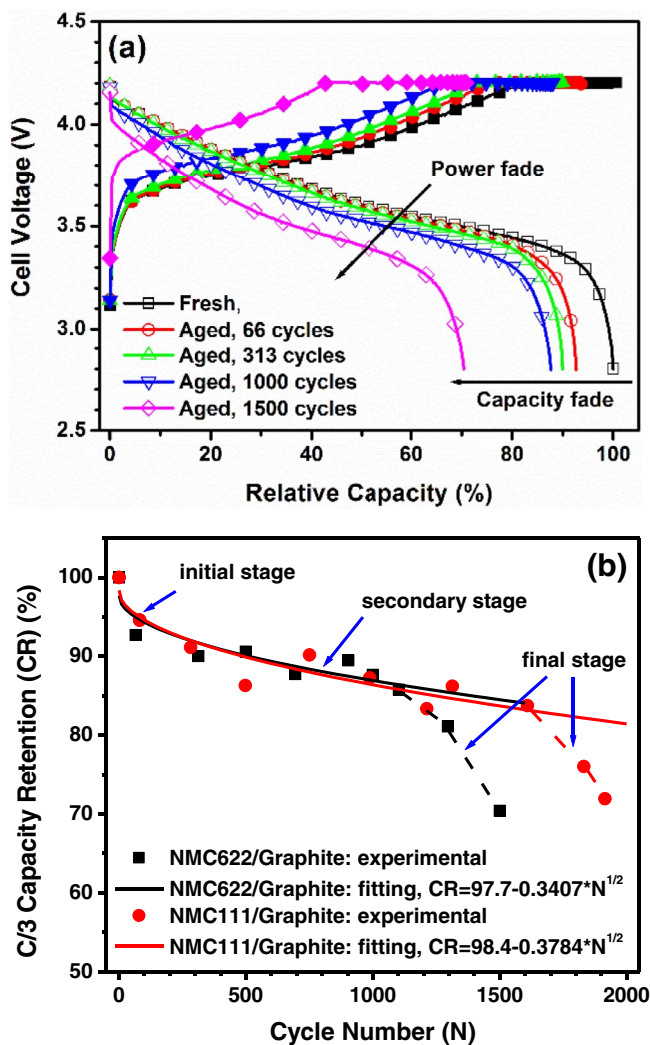 (a)
4.0
3.5
3.0
2.5
Cell Voltage (V)
Power fade
Fresh,
Aged, 66 cycles
Aged, 313 cycles
Aged, 1000 cycles
Aged, 1500 cycles
Capacity fade
0 20 40 60 80 100
Relative Capacity (%)
(b)
100
90
80
70
60
50
C/3 Capacity Retention (CR) (%)
initial stage
secondary stage
final stage
NMC622/Graphite: experimental
NMC622/Graphite: fitting, CR=97.7-0.3407*N^1/2
NMC111/Graphite: experimental
NMC111/Graphite: fitting, CR=98.4-0.3784*N^1/2
0 500 1000 1500 2000
Cycle Number (N)